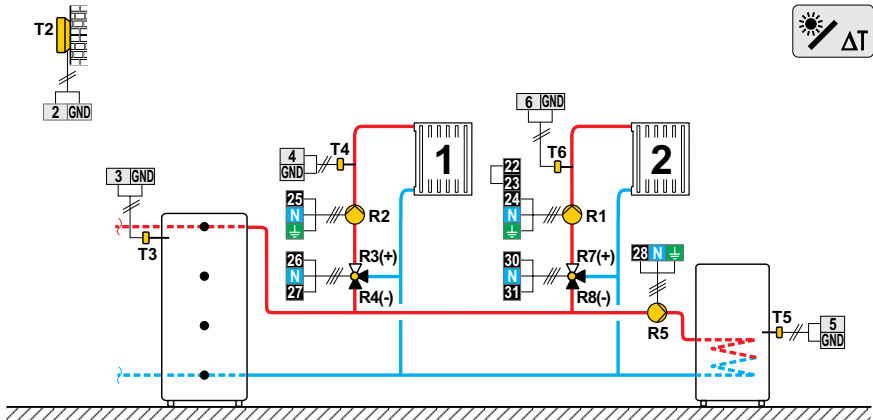 T2
ΔT
2 GND
6 GND
4
GND
T4
T6
1
2
22
23
3 GND
25
N
R2
24
N
R1
T3
26
N
27
R3(+)
R4(-)
30
N
31
R7(+)
R8(-)
28 N
R5
T5
5
GND